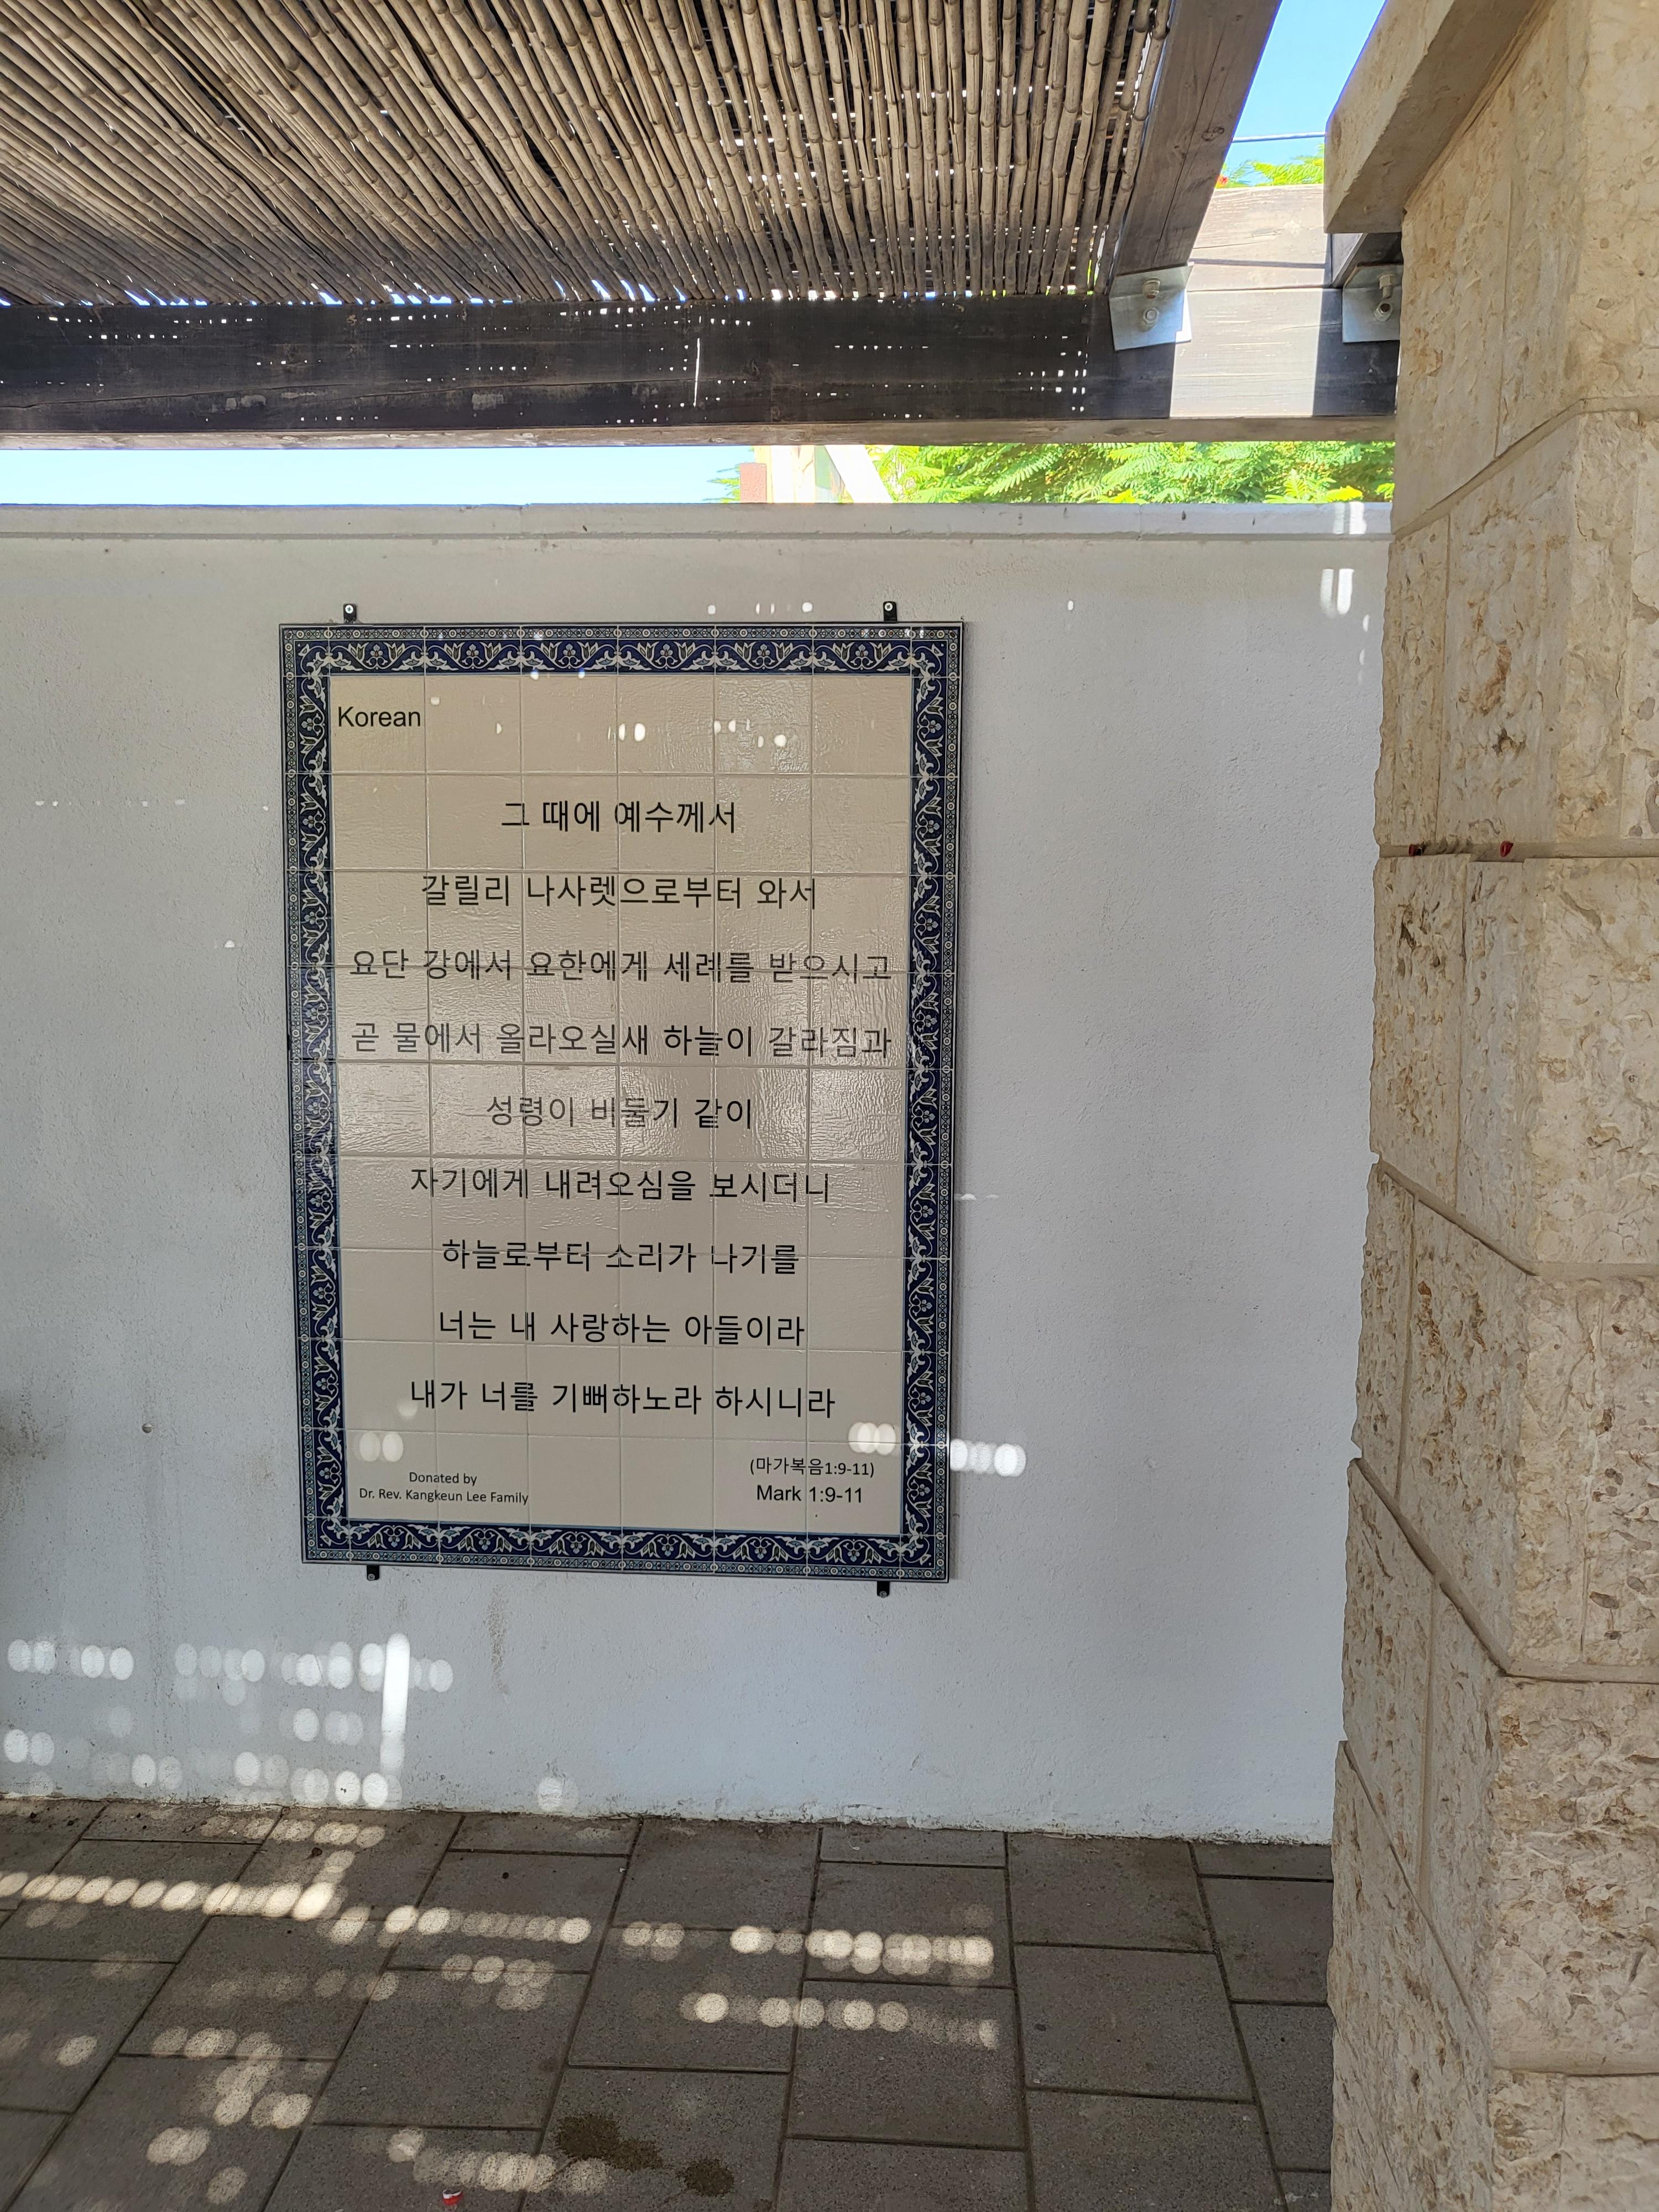 Korean
그 때에 예수께서
갈릴리 나사렛으로부터 와서
요단 강에서 요한에게 세례를 받으시고
곧 물에서 올라오실새 하늘이 갈라짐과
성령이 비둘기 같이
자기에게 내려오심을 보시더니
하늘로부터 소리가 나기를
너는 내 사랑하는 아들이라
내가 너를 기뻐하노라 하시니라
(마가복음1:9-11)
Mark 1:9-11
Donated by
Dr. Rev. Kangkeun Lee Family